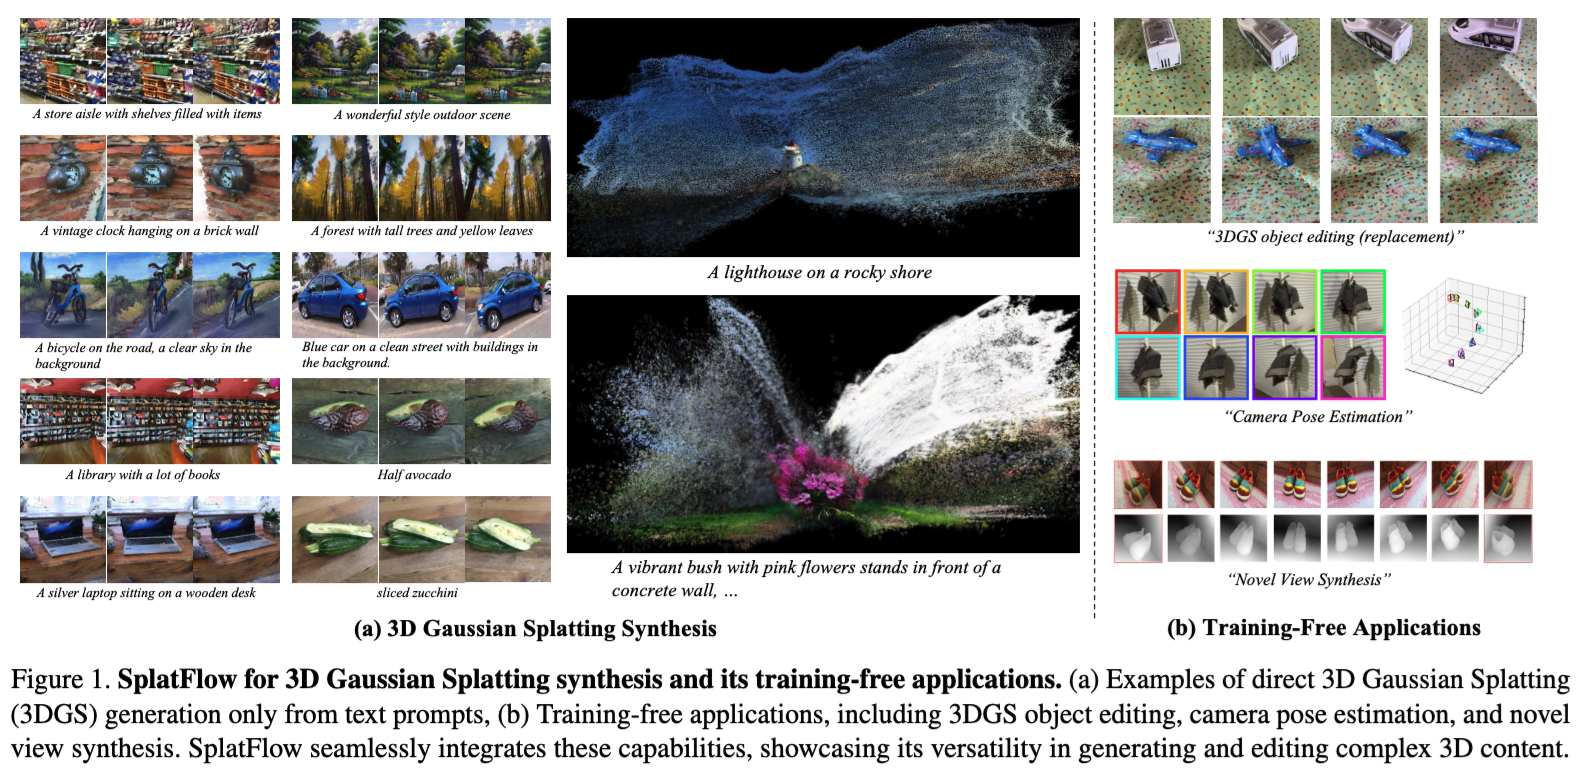 A store aisle with shelves filled with items
A wonderful style outdoor scene
A vintage clock hanging on a brick wall
A forest with tall trees and yellow leaves
A bicycle on the road, a clear sky in the
background
Blue car on a clean street with buildings in
the background.
A library with a lot of books
Half avocado
A silver laptop sitting on a wooden desk
sliced zucchini
A lighthouse on a rocky shore
A vibrant bush with pink flowers stands in front of a
concrete wall, ...
(a) 3D Gaussian Splatting Synthesis
“3DGS object editing (replacement)”
“Camera Pose Estimation”
“Novel View Synthesis”
(b) Training-Free Applications
Figure 1. SplatFlow for 3D Gaussian Splatting synthesis and its training-free applications. (a) Examples of direct 3D Gaussian Splatting
(3DGS) generation only from text prompts, (b) Training-free applications, including 3DGS object editing, camera pose estimation, and novel
view synthesis. SplatFlow seamlessly integrates these capabilities, showcasing its versatility in generating and editing complex 3D content.